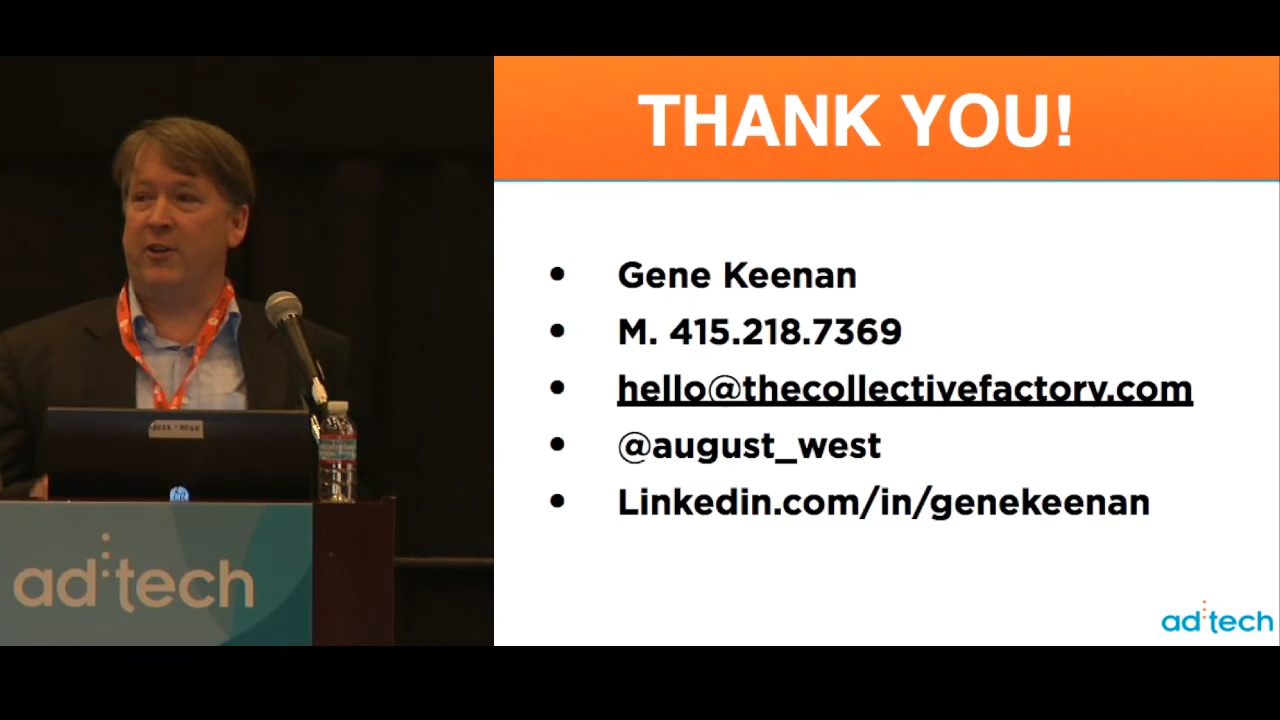 THANK YOU!
• Gene Keenan
• M. 415.218.7369
• hello@thecollectivefactory.com
• @august_west
• Linkedin.com/in/genekeenan
ad:tech
ad:tech